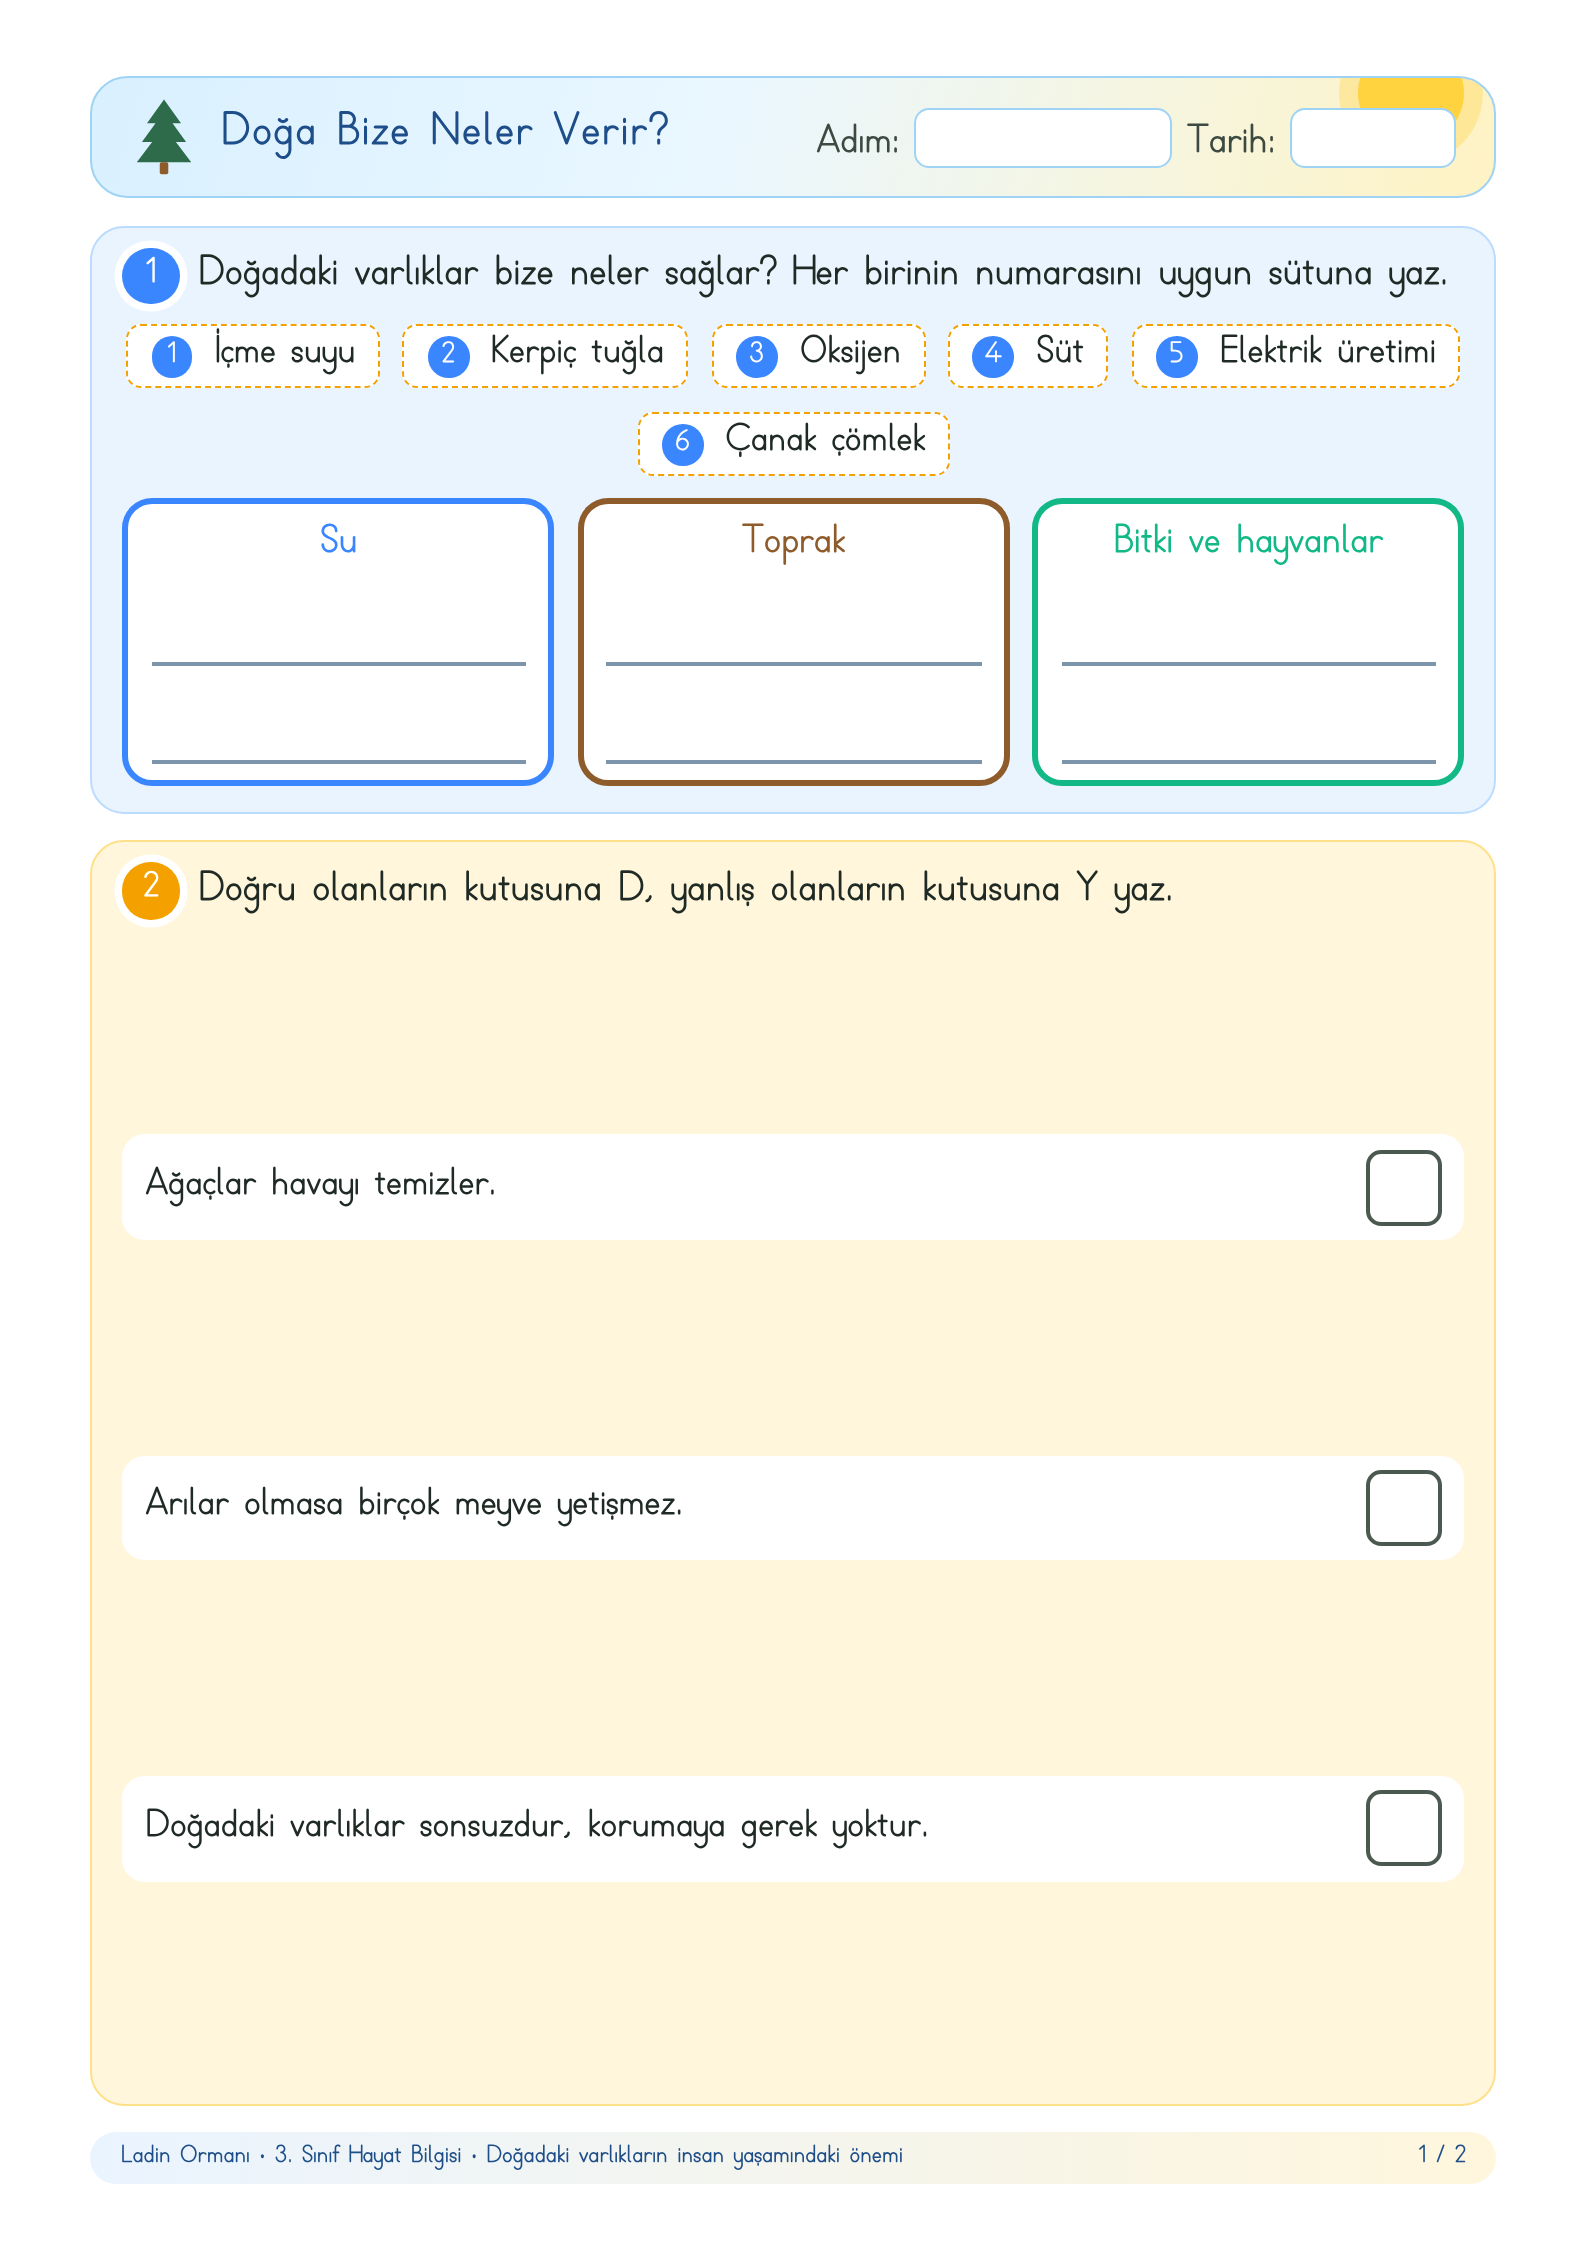 Doğa Bize Neler Verir?
Adım:
Tarih:
1 Doğadaki varlıklar bize neler sağlar? Her birinin numarasını uygun sütuna yaz.
1 İçme suyu 2 Kerpiç tuğla 3 Oksijen 4 Süt 5 Elektrik üretimi
6 Çanak çömlek
Su
Toprak
Bitki ve hayvanlar
2 Doğru olanların kutusuna D, yanlış olanların kutusuna Y yaz.
Ağaçlar havayı temizler.
Arılar olmasa birçok meyve yetişmez.
Doğadaki varlıklar sonsuzdur, korumaya gerek yoktur.
Ladin Ormanı • 3. Sınıf Hayat Bilgisi • Doğadaki varlıkların insan yaşamındaki önemi
1 / 2